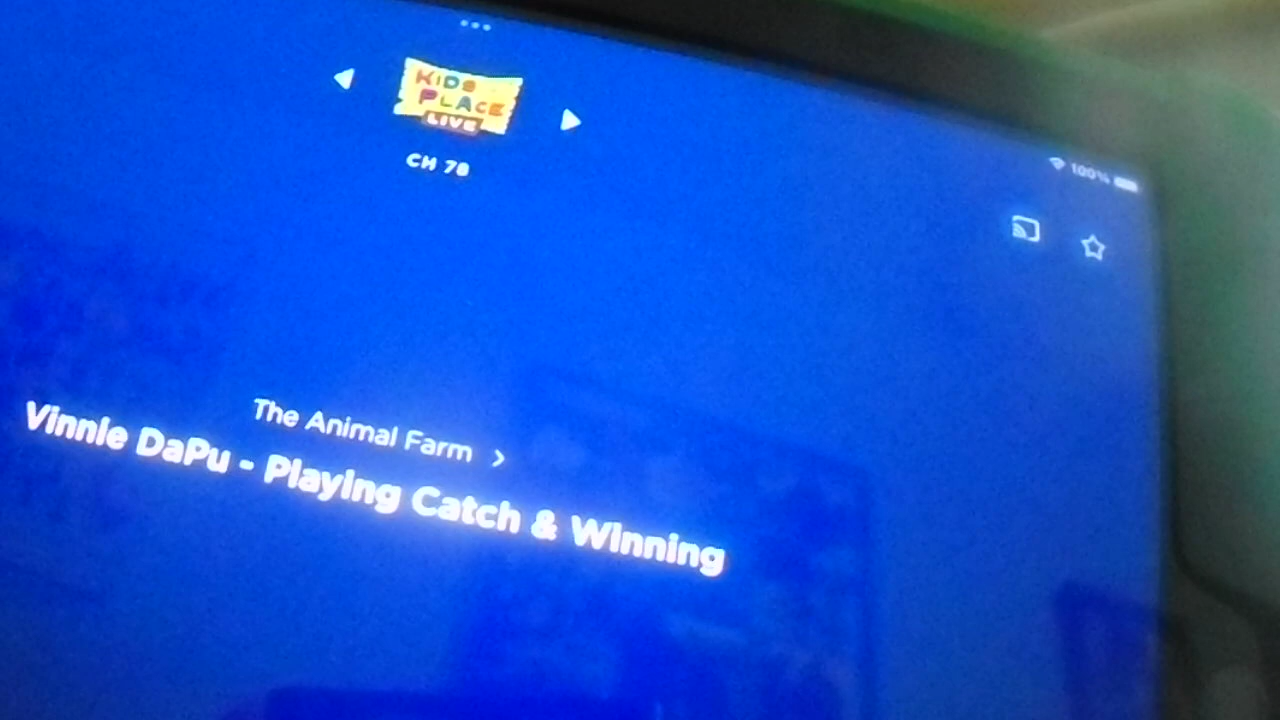 KIDS
PLACE
LIVE
CH 78
100%
The Animal Farm
Vinnie DaPu - Playing Catch & Winning